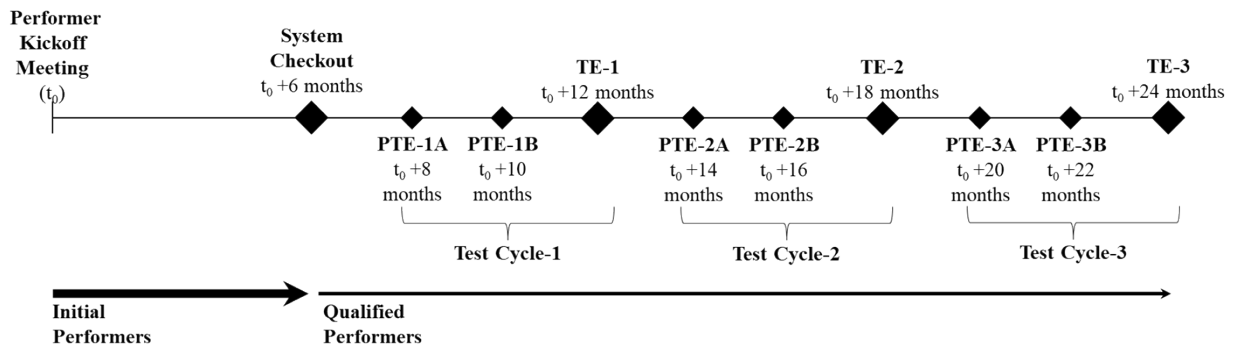 Performer
Kickoff
Meeting
(t0)
System
Checkout
t0 +6 months
TE-1
t0 +12 months
TE-2
t0 +18 months
TE-3
t0 +24 months
PTE-1A
t0 +8
months
PTE-1B
t0 +10
months
PTE-2A
t0 +14
months
PTE-2B
t0 +16
months
PTE-3A
t0 +20
months
PTE-3B
t0 +22
months
Test Cycle-1
Test Cycle-2
Test Cycle-3
Initial
Performers
Qualified
Performers